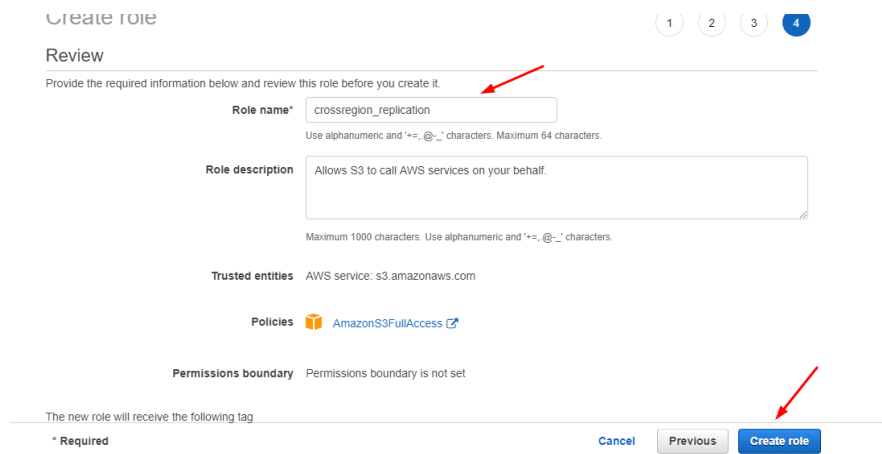 Create role
1 2 3 4
Review
Provide the required information below and review this role before you create it.
Role name* crossregion_replication
Use alphanumeric and '+=,.@-_' characters. Maximum 64 characters.
Role description Allows S3 to call AWS services on your behalf.
Maximum 1000 characters. Use alphanumeric and '+=,.@-_' characters.
Trusted entities AWS service: s3.amazonaws.com
Policies AmazonS3FullAccess
Permissions boundary Permissions boundary is not set
The new role will receive the following tag
* Required Cancel Previous Create role